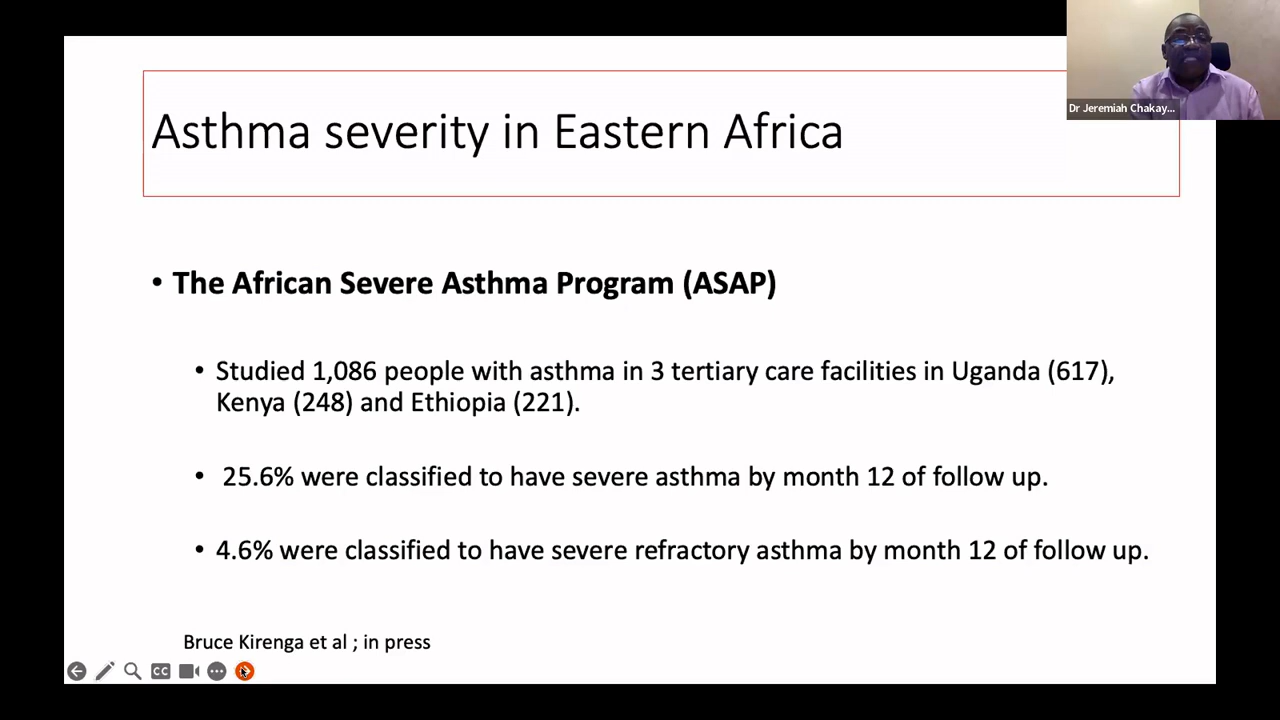 Dr Jeremiah Chakay...
Asthma severity in Eastern Africa
• The African Severe Asthma Program (ASAP)
• Studied 1,086 people with asthma in 3 tertiary care facilities in Uganda (617),
Kenya (248) and Ethiopia (221).
• 25.6% were classified to have severe asthma by month 12 of follow up.
• 4.6% were classified to have severe refractory asthma by month 12 of follow up.
Bruce Kirenga et al ; in press
CC